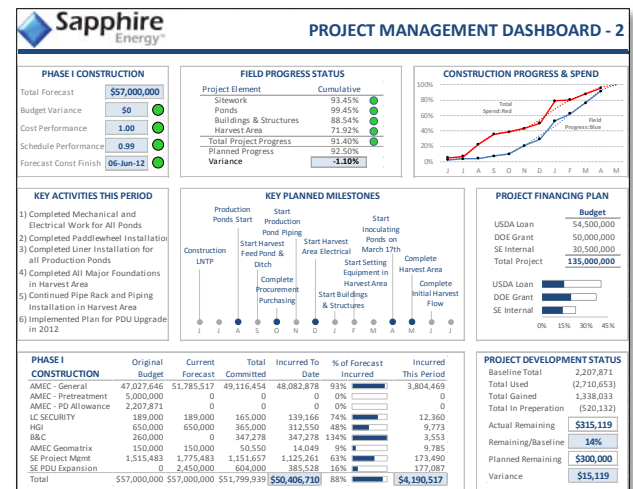 Sapphire
Energy™
PROJECT MANAGEMENT DASHBOARD - 2
PHASE I CONSTRUCTION
Total Forecast $57,000,000
Budget Variance $0
Cost Performance 1.00
Schedule Performance 0.99
Forecast Const Finish 06-Jun-12
FIELD PROGRESS STATUS
Project Element Cumulative
Sitework 93.45%
Ponds 99.45%
Buildings & Structures 88.54%
Harvest Area 71.92%
Total Project Progress 91.40%
Planned Progress 92.50%
Variance -1.10%
CONSTRUCTION PROGRESS & SPEND
100%
80%
60%
40%
20%
0%
Total
Spend:Red
Field
Progress:Blue
J J A S O N D J F M A M
KEY ACTIVITIES THIS PERIOD
1) Completed Mechanical and
Electrical Work for All Ponds
2) Completed Paddlewheel Installation
3) Completed Liner Installation for
all Production Ponds
4) Completed All Major Foundations
in Harvest Area
5) Continued Pipe Rack and Piping
Installation in Harvest Area
6) Implemented Plan for PDU Upgrade
in 2012
KEY PLANNED MILESTONES
Construction
LNTP
Production
Ponds Start
Start Harvest
Feed Pond &
Ditch
Start
Production
Pond Piping
Complete
Procurement
Purchasing
Start Harvest
Area Electrical
Start Buildings
& Structures
Start Setting
Equipment in
Harvest Area
Start
Inoculating
Ponds on
March 17th
Complete
Harvest Area
Complete
Initial Harvest
Flow
J J A S O N D J F M A M J J
PROJECT FINANCING PLAN
Budget
USDA Loan 54,500,000
DOE Grant 50,000,000
SE Internal 30,500,000
Total Project 135,000,000
USDA Loan
DOE Grant
SE Internal
0% 15% 30% 45%
PHASE I Original Current Total Incurred To % of Forecast Incurred
CONSTRUCTION Budget Forecast Committed Date Incurred This Period
AMEC - General 47,027,646 51,785,517 49,116,454 48,082,878 93% 3,804,469
AMEC - Pretreatment 5,000,000 0 0 0 0% 0
AMEC - PD Allowance 2,207,871 0 0 0 0% 0
LC SECURITY 189,000 189,000 165,000 139,166 74% 12,360
HGI 650,000 650,000 365,000 312,550 48% 9,773
B&C 260,000 0 347,278 347,278 134% 3,553
AMEC Geomatrix 150,000 150,000 50,550 14,049 9% 9,785
SE Project Mgmt 1,515,483 1,775,483 1,151,657 1,125,261 63% 173,490
SE PDU Expansion 0 2,450,000 604,000 385,528 16% 177,087
Total $57,000,000 $57,000,000 $51,799,939 $50,406,710 88% $4,190,517
PROJECT DEVELOPMENT STATUS
Baseline Total 2,207,871
Total Used (2,710,653)
Total Gained 1,338,033
Total In Preperation (520,132)
Actual Remaining $315,119
Remaining/Baseline 14%
Planned Remaining $300,000
Variance $15,119